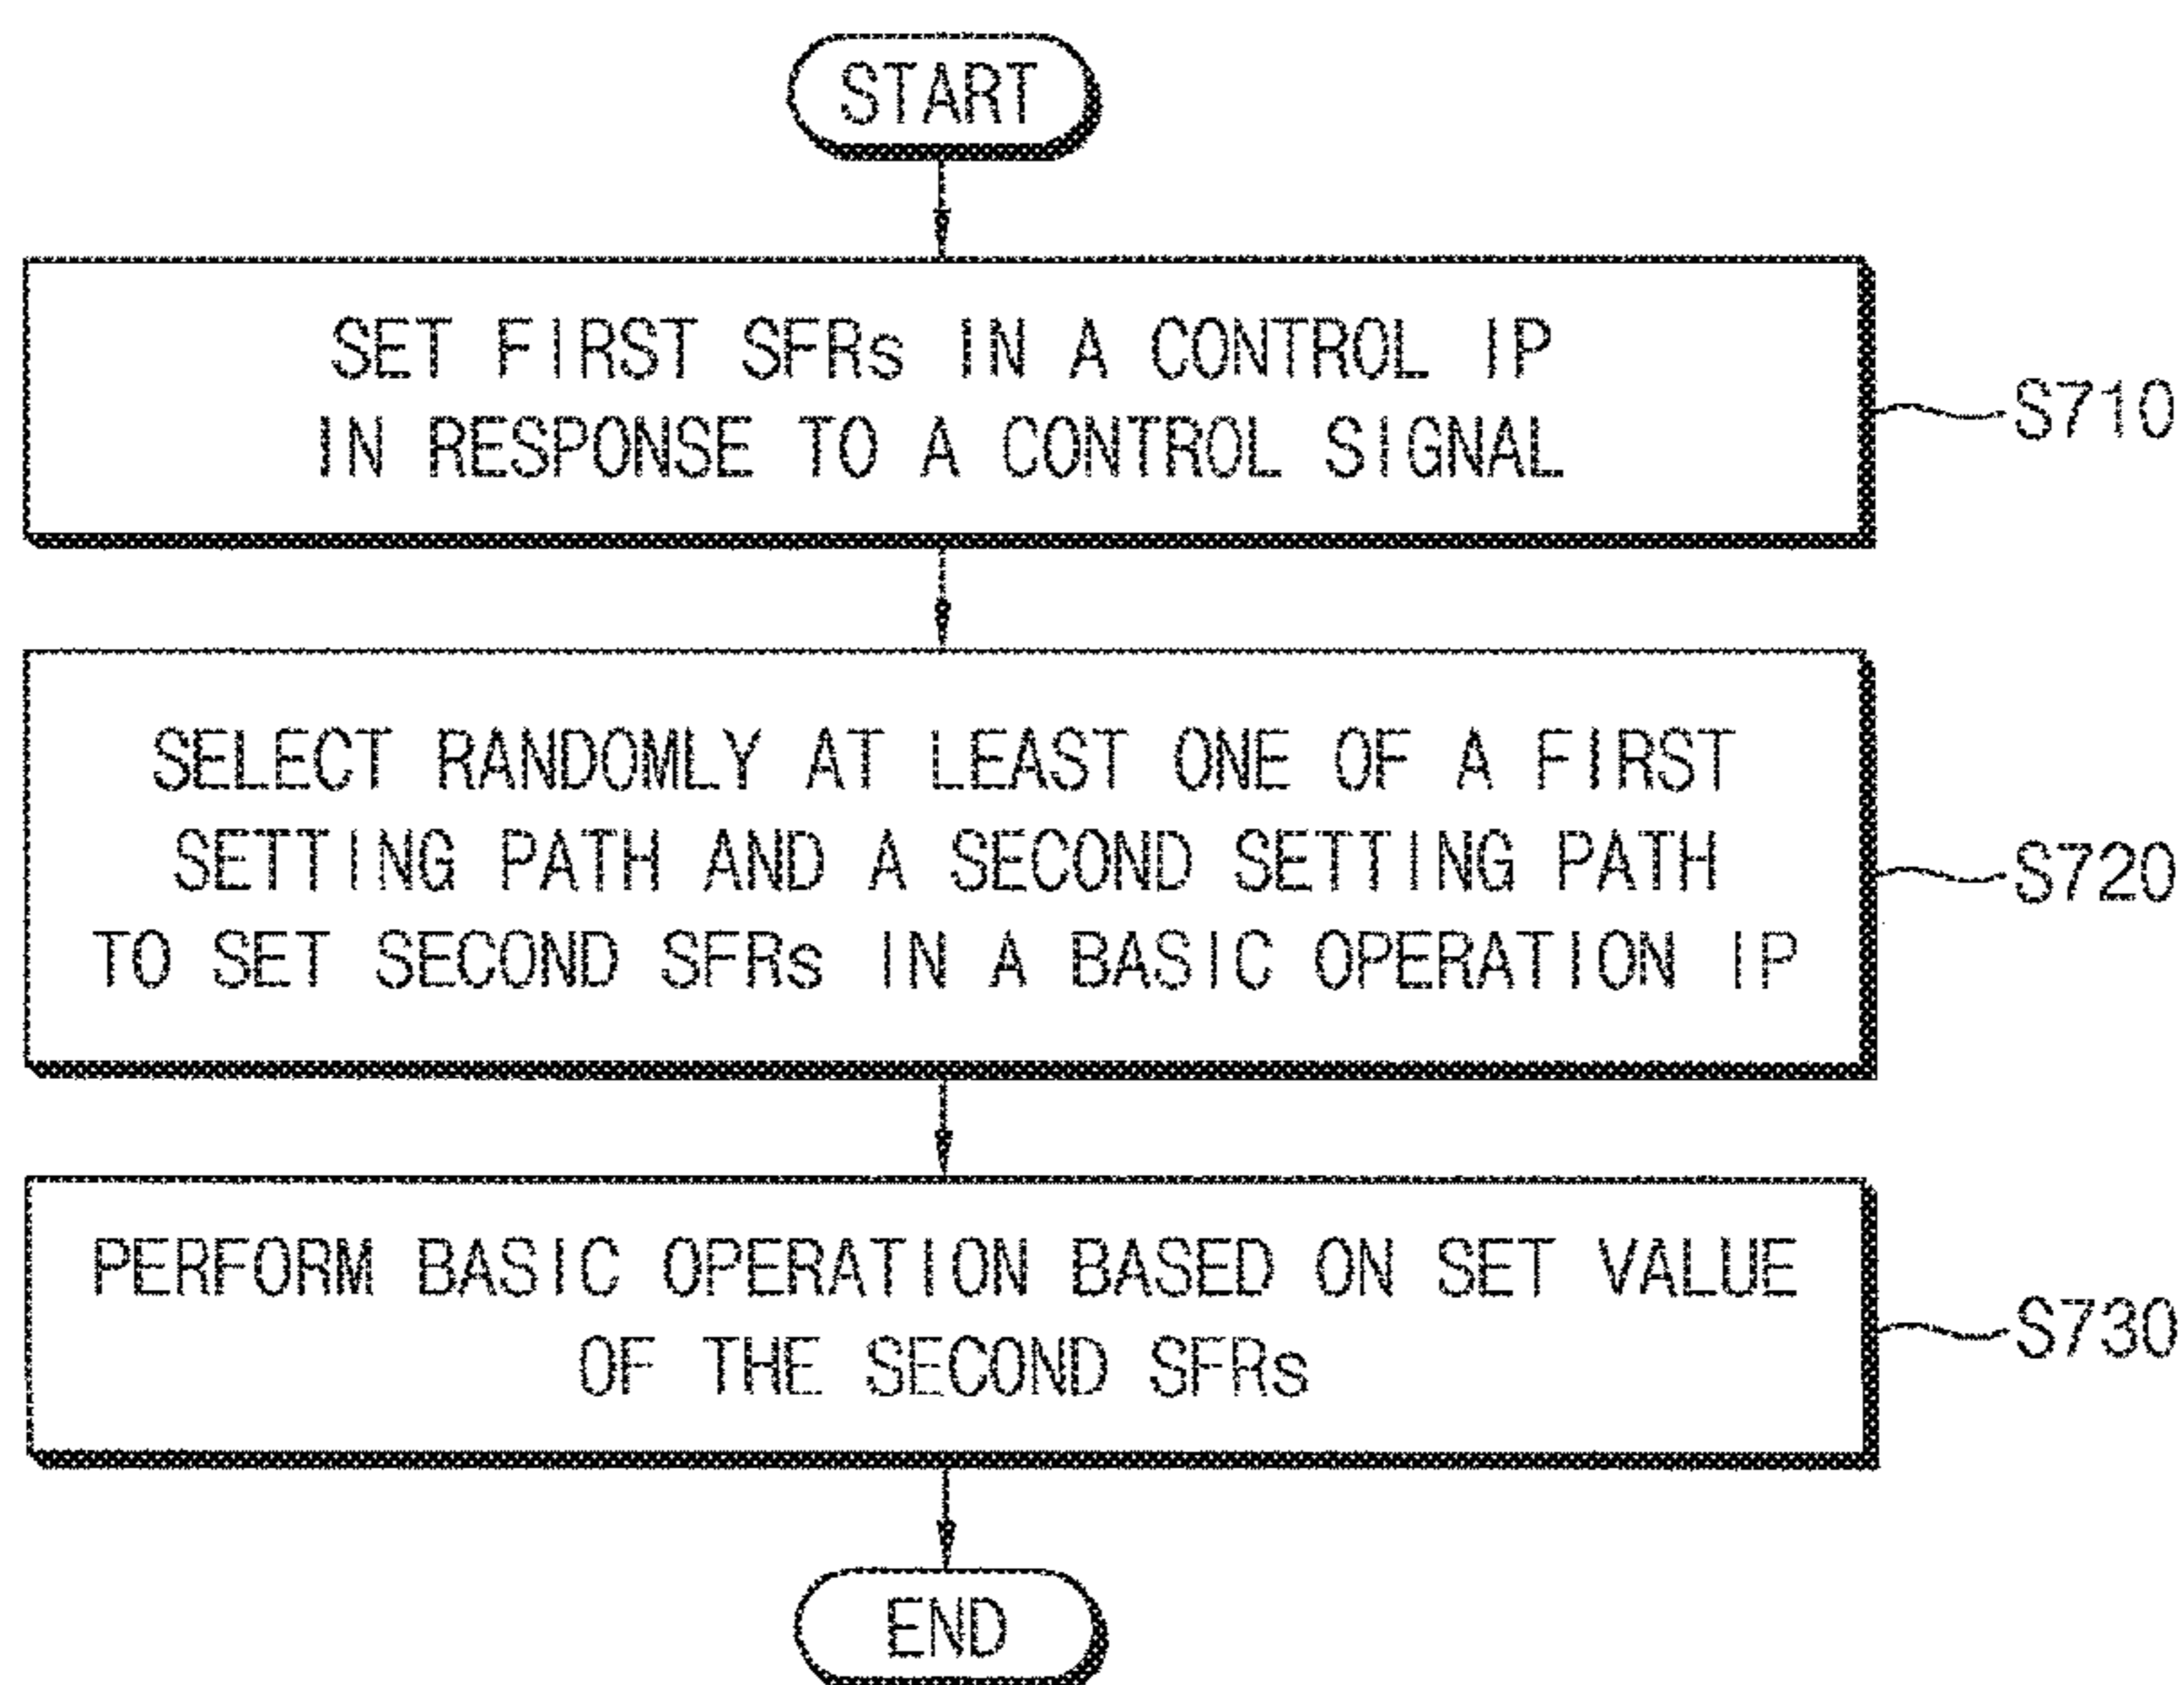 START
SET FIRST SFRs IN A CONTROL IP
IN RESPONSE TO A CONTROL SIGNAL
S710
SELECT RANDOMLY AT LEAST ONE OF A FIRST
SETTING PATH AND A SECOND SETTING PATH
TO SET SECOND SFRs IN A BASIC OPERATION IP
S720
PERFORM BASIC OPERATION BASED ON SET VALUE
OF THE SECOND SFRs
S730
END